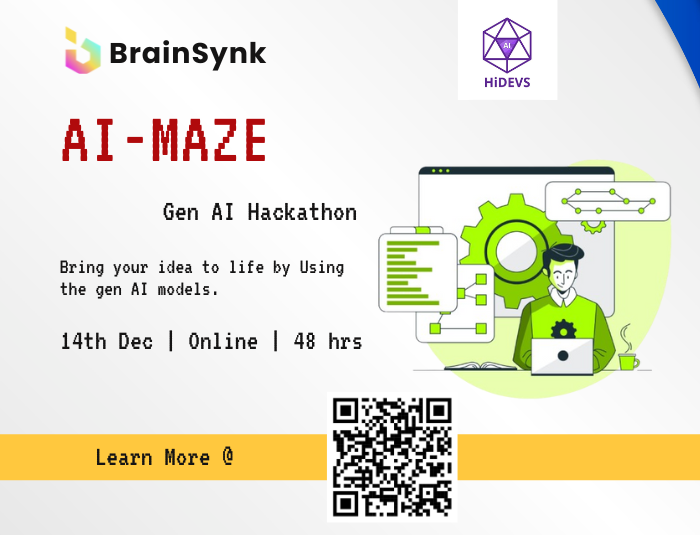 BrainSynk
AI
HiDEVS
AI-MAZE
Gen AI Hackathon
Bring your idea to life by Using
the gen AI models.
14th Dec | Online | 48 hrs
Learn More @